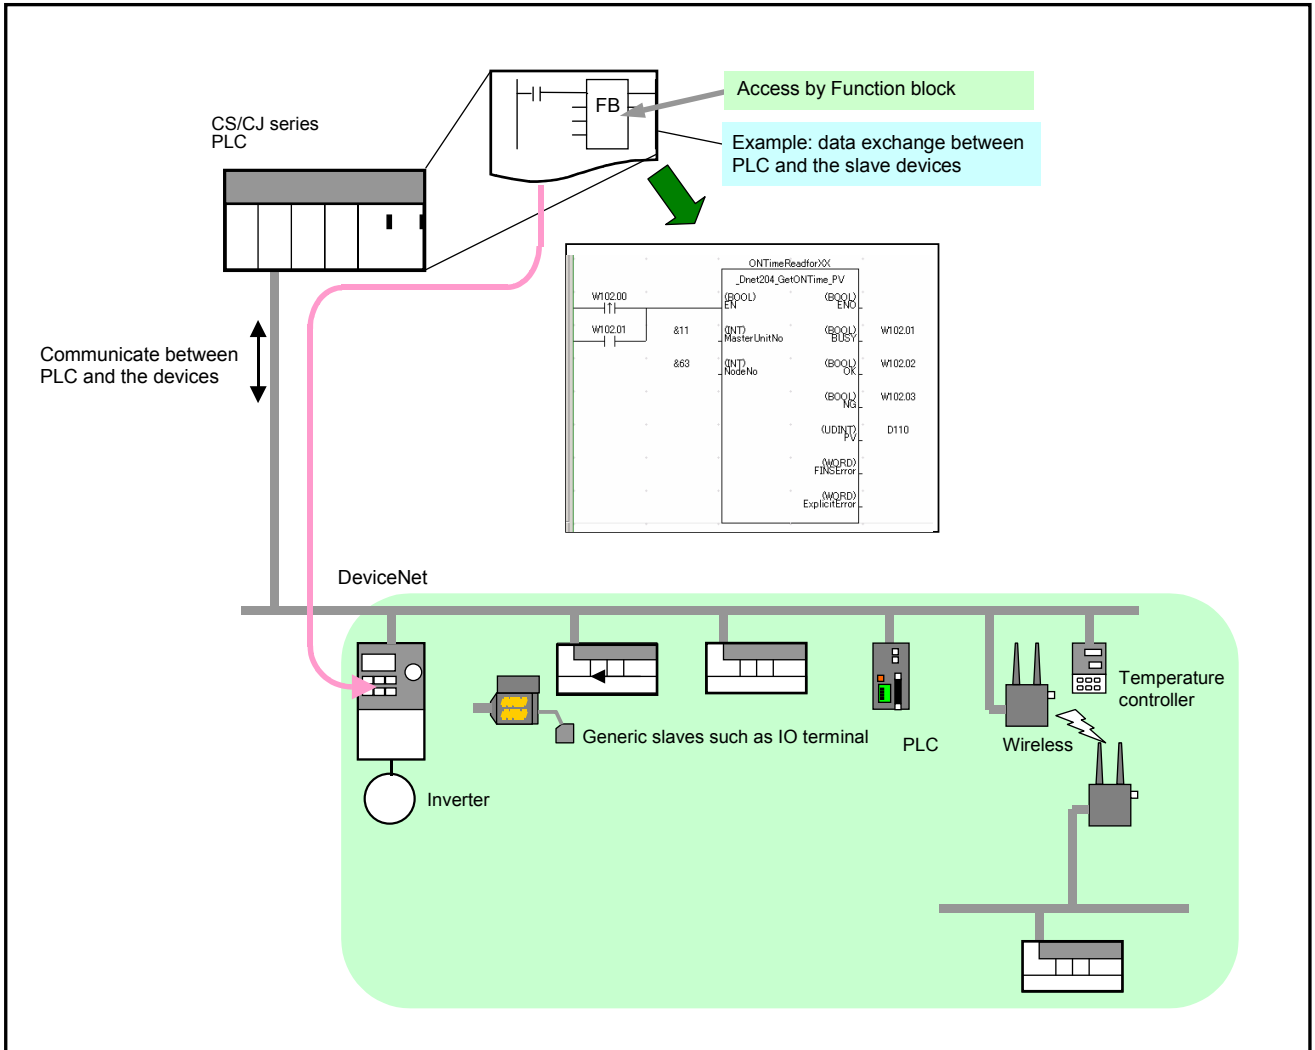 FB
Access by Function block
CS/CJ series
PLC
Example: data exchange between
PLC and the slave devices
ONTimeReadforXX
_Dnet204_GetONTime_PV
W102.00
(BOOL)
EN
(BOOL)
ENO
W102.01
&11
(INT)
MasterUnitNo
(BOOL)
BUSY
W102.01
&63
(INT)
NodeNo
(BOOL)
OK
W102.02
(BOOL)
NG
W102.03
(UDINT)
PV
D110
(WORD)
FINSError
(WORD)
ExplicitError
Communicate between
PLC and the devices
DeviceNet
Temperature
controller
Generic slaves such as IO terminal
PLC
Wireless
Inverter